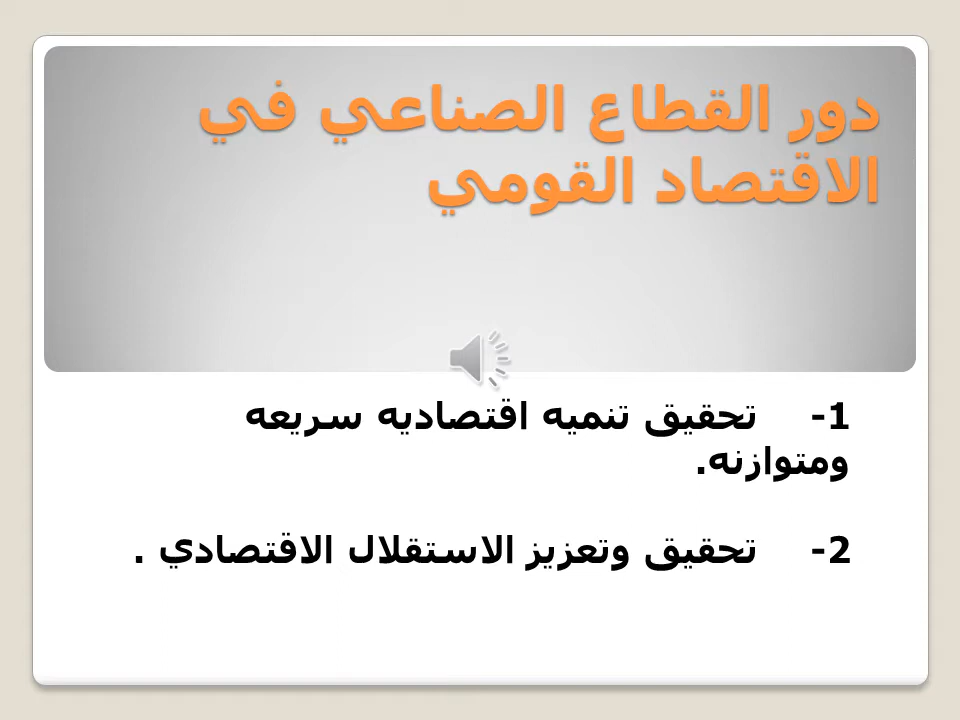 دور القطاع الصناعي في
الاقتصاد القومي
1- تحقيق تنميه اقتصاديه سريعه
ومتوازنه.
2- تحقيق وتعزيز الاستقلال الاقتصادي .